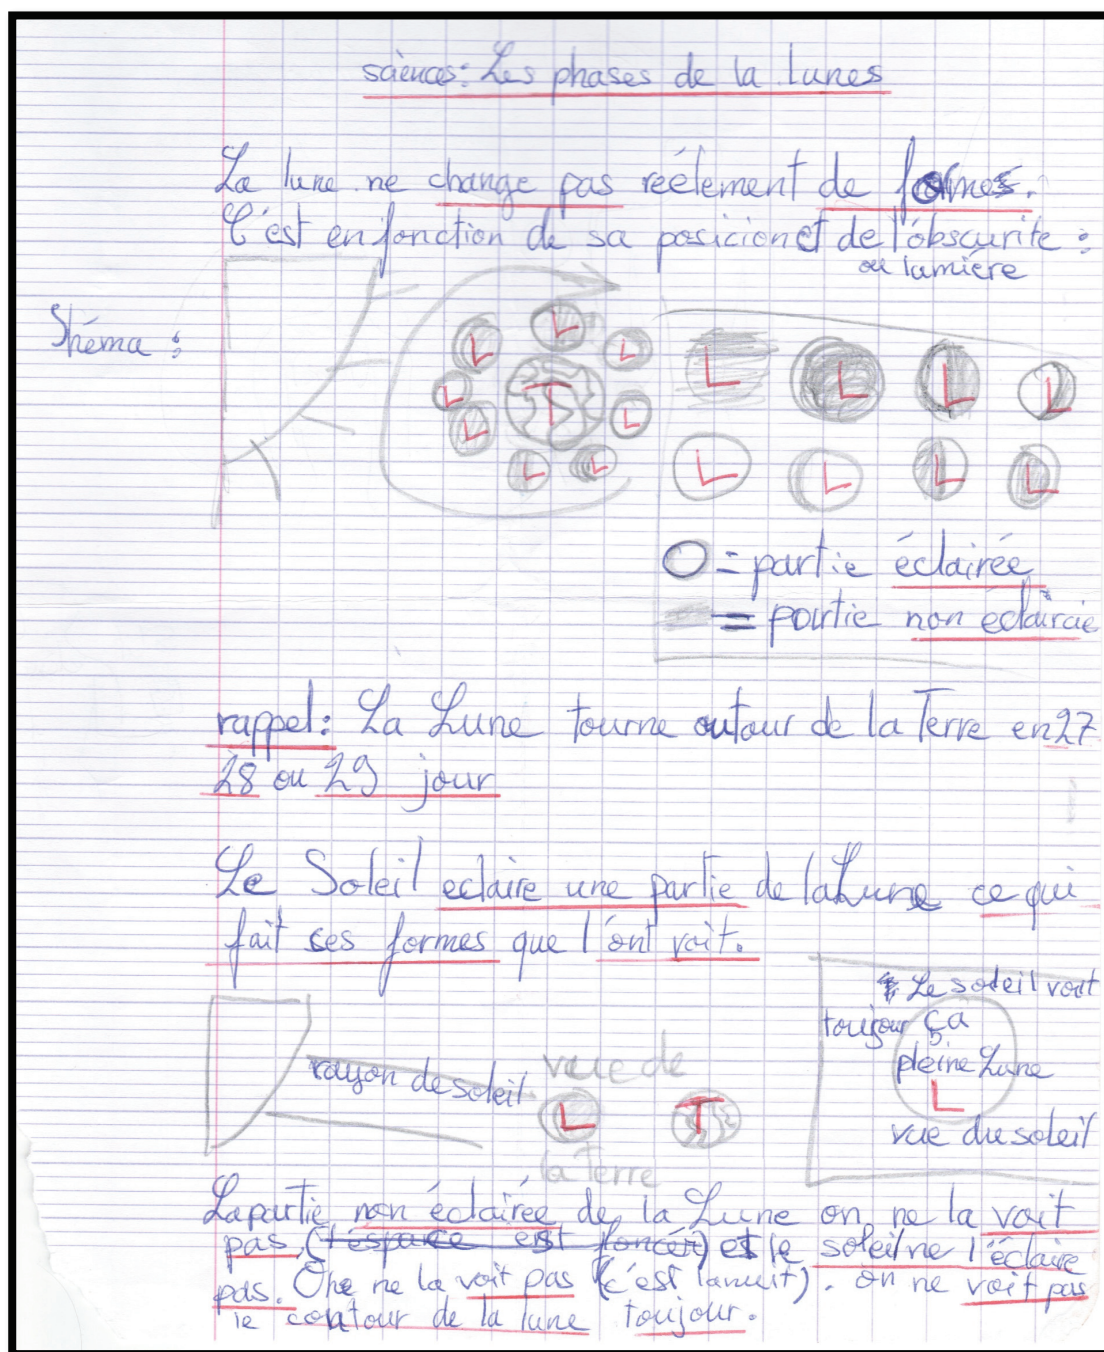 sciences: Les phases de la lunes
La lune ne change pas réélement de formes.
C'est en fonction de sa posicion et de l'obscurite :
ou lumière
Shéma :
L L L L L L L L T
L L L L
L L L L
= partie éclairée
= partie non éclaircie
rappel: La Lune tourne autour de la Terre en 27
28 ou 29 jour
Le Soleil eclaire une partie de la Lune ce qui
fait ses formes que l'ont voit.
Le soleil voit
toujour ça
pleine Lune
L
vue du soleil
rayon de soleil
vue de
L T
la Terre
La partie non éclairée de la Lune on ne la voit
pas, (l'espace est foncér) et le soleil ne l'éclaire
pas. One ne la voit pas (c'est la nuit). on ne voit pas
le contour de la lune toujour.